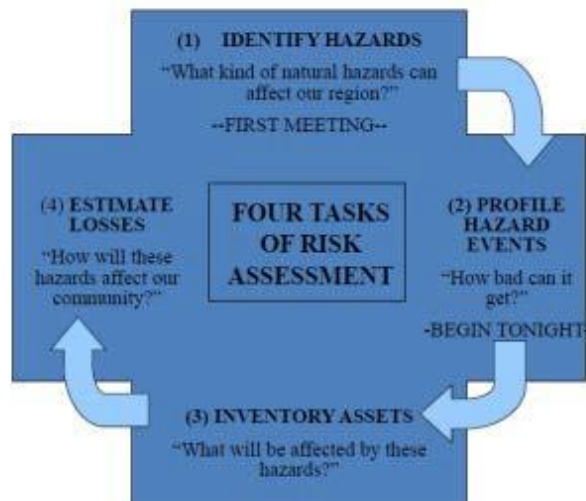 (1) IDENTIFY HAZARDS
“What kind of natural hazards can
affect our region?”
--FIRST MEETING--
(2) PROFILE
HAZARD
EVENTS
“How bad can it
get?”
-BEGIN TONIGHT-
(3) INVENTORY ASSETS
“What will be affected by these
hazards?”
(4) ESTIMATE
LOSSES
“How will these
hazards affect our
community?”
FOUR TASKS
OF RISK
ASSESSMENT